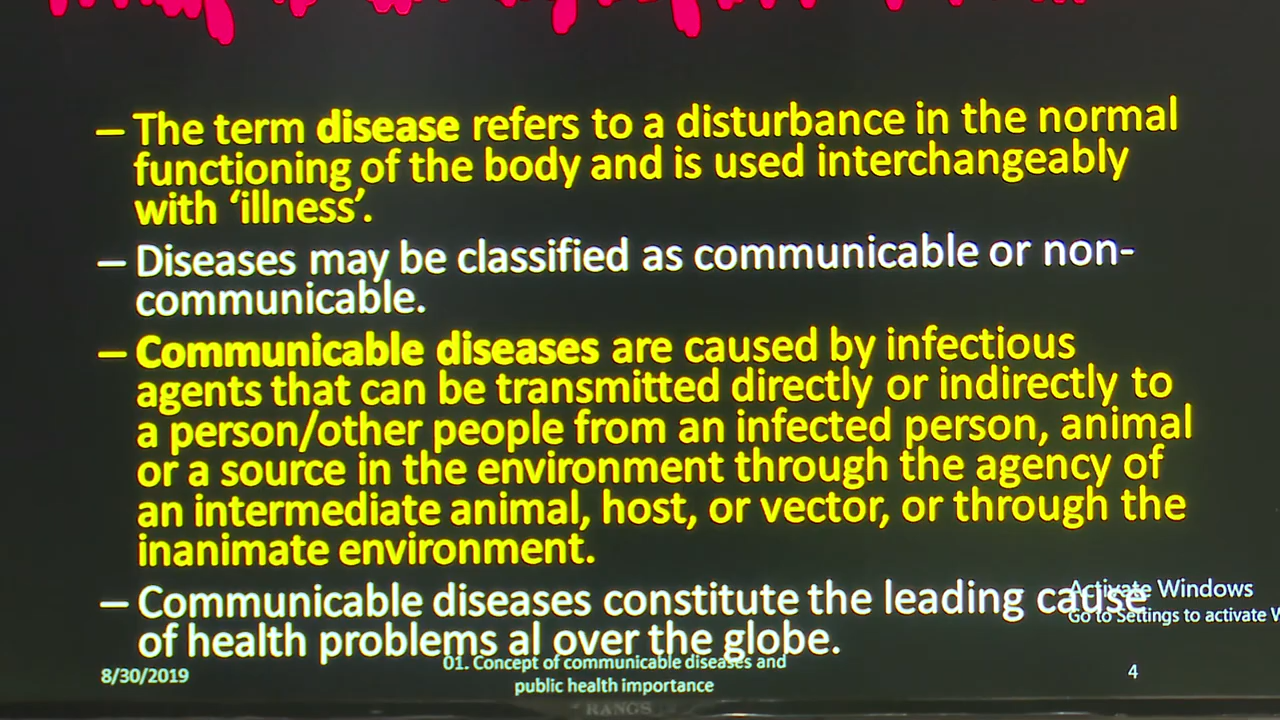 – The term disease refers to a disturbance in the normal
functioning of the body and is used interchangeably
with ‘illness’.
– Diseases may be classified as communicable or non-
communicable.
– Communicable diseases are caused by infectious
agents that can be transmitted directly or indirectly to
a person/other people from an infected person, animal
or a source in the environment through the agency of
an intermediate animal, host, or vector, or through the
inanimate environment.
– Communicable diseases constitute the leading cause
of health problems al over the globe.
Activate Windows
Go to Settings to activate W
8/30/2019
01. Concept of communicable diseases and
public health importance
4
RANGS